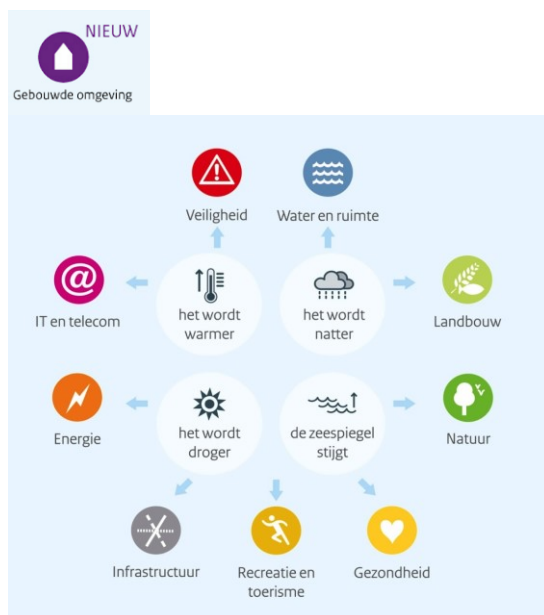 NIEUW
Gebouwde omgeving
Veiligheid
Water en ruimte
IT en telecom
het wordt
warmer
het wordt
natter
Landbouw
Energie
het wordt
droger
de zeespiegel
stijgt
Natuur
Infrastructuur
Recreatie en
toerisme
Gezondheid